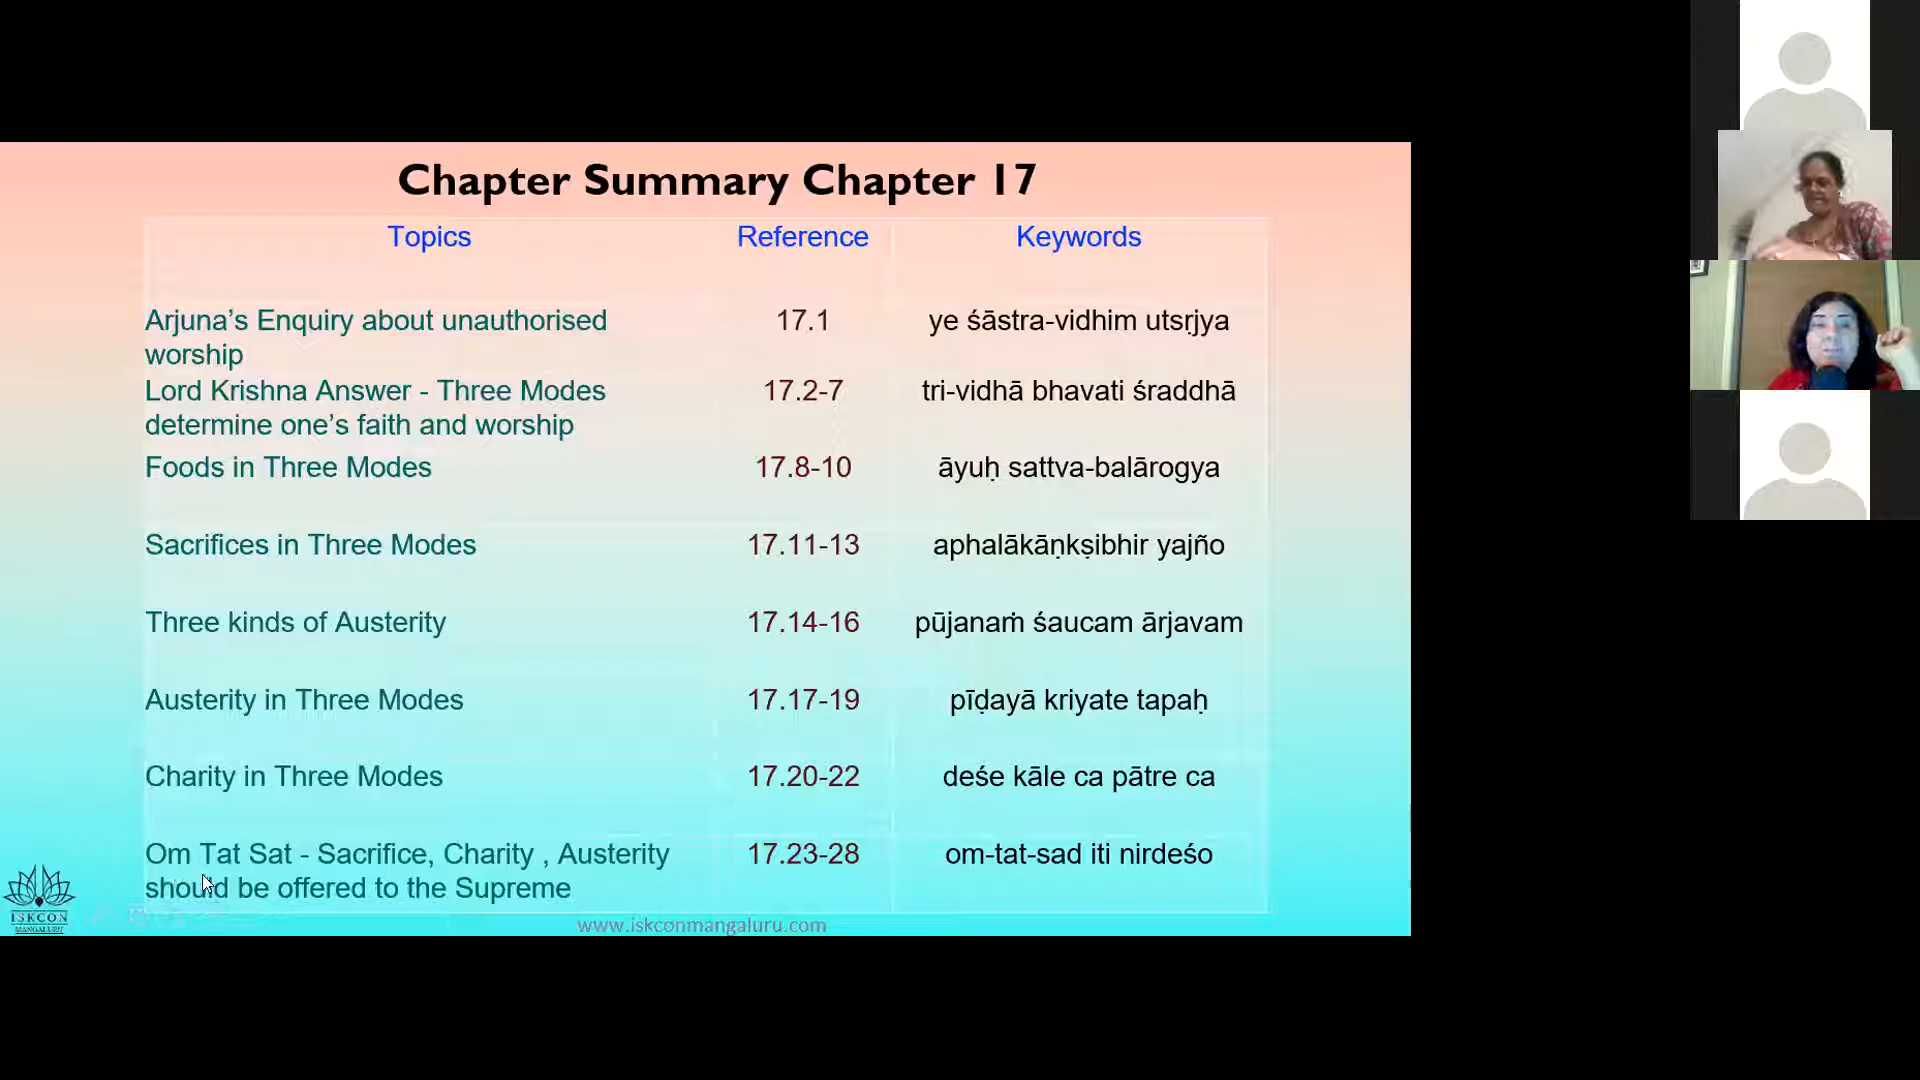 Chapter Summary Chapter 17
Topics Reference Keywords
Arjuna’s Enquiry about unauthorised worship 17.1 ye śāstra-vidhim utsṛjya
Lord Krishna Answer - Three Modes determine one’s faith and worship 17.2-7 tri-vidhā bhavati śraddhā
Foods in Three Modes 17.8-10 āyuḥ sattva-balārogya
Sacrifices in Three Modes 17.11-13 aphalākāṇkṣibhir yajño
Three kinds of Austerity 17.14-16 pūjanaṁ śaucam ārjavam
Austerity in Three Modes 17.17-19 pīḍayā kriyate tapaḥ
Charity in Three Modes 17.20-22 deśe kāle ca pātre ca
Om Tat Sat - Sacrifice, Charity , Austerity should be offered to the Supreme 17.23-28 om-tat-sad iti nirdeśo
ISKCON
MANGALURU
www.iskconmangaluru.com